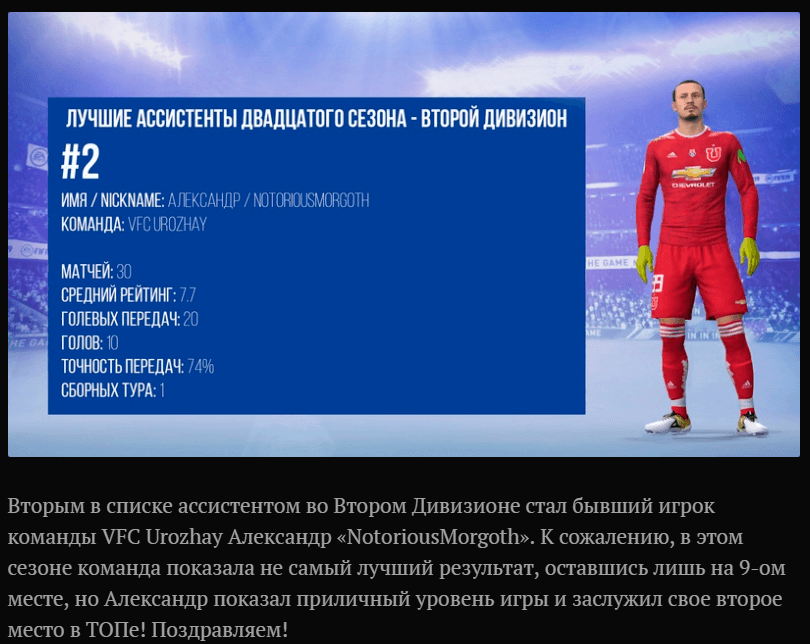 ЛУЧШИЕ АССИСТЕНТЫ ДВАДЦАТОГО СЕЗОНА - ВТОРОЙ ДИВИЗИОН
#2
ИМЯ / NICKNAME: АЛЕКСАНДР / NOTORIOUSMORGOTH
КОМАНДА: VFC UROZHAY
МАТЧЕЙ: 30
СРЕДНИЙ РЕЙТИНГ: 7.7
ГОЛЕВЫХ ПЕРЕДАЧ: 20
ГОЛОВ: 10
ТОЧНОСТЬ ПЕРЕДАЧ: 74%
СБОРНЫХ ТУРА: 1
CHEVROLET
HE GAME
Вторым в списке ассистентом во Втором Дивизионе стал бывший игрок
команды VFC Urozhay Александр «NotoriousMorgoth». К сожалению, в этом
сезоне команда показала не самый лучший результат, оставшись лишь на 9-ом
месте, но Александр показал приличный уровень игры и заслужил свое второе
место в ТОПе! Поздравляем!